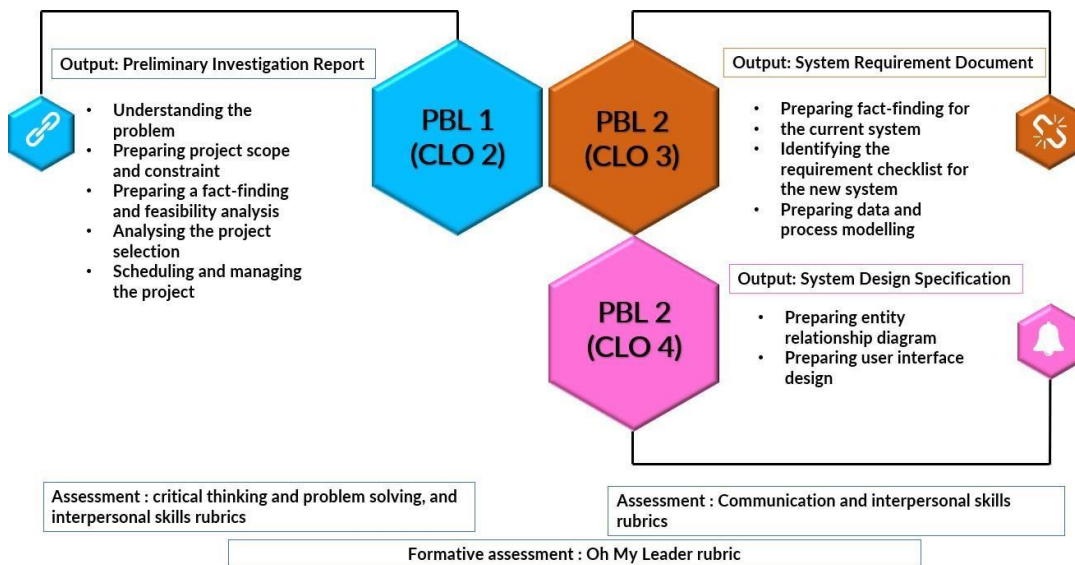 Output: Preliminary Investigation Report
• Understanding the
problem
• Preparing project scope
and constraint
• Preparing a fact-finding
and feasibility analysis
• Analysing the project
selection
• Scheduling and managing
the project
PBL 1
(CLO 2)
PBL 2
(CLO 3)
Output: System Requirement Document
• Preparing fact-finding for
• the current system
• Identifying the
requirement checklist for
the new system
• Preparing data and
process modelling
PBL 2
(CLO 4)
Output: System Design Specification
• Preparing entity
relationship diagram
• Preparing user interface
design
Assessment : critical thinking and problem solving, and
interpersonal skills rubrics
Assessment : Communication and interpersonal skills
rubrics
Formative assessment : Oh My Leader rubric